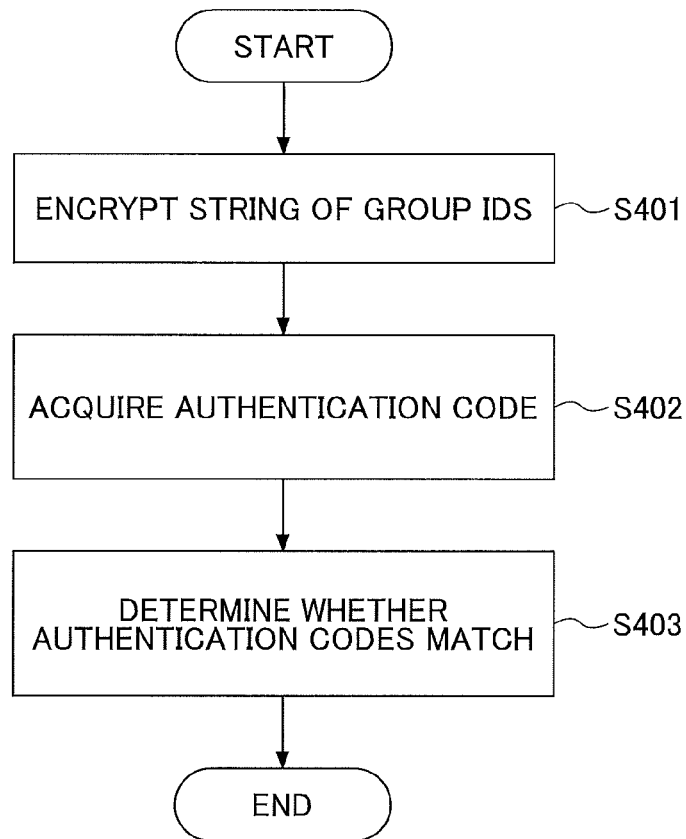 START
ENCRYPT STRING OF GROUP IDS
S401
ACQUIRE AUTHENTICATION CODE
S402
DETERMINE WHETHER
AUTHENTICATION CODES MATCH
S403
END